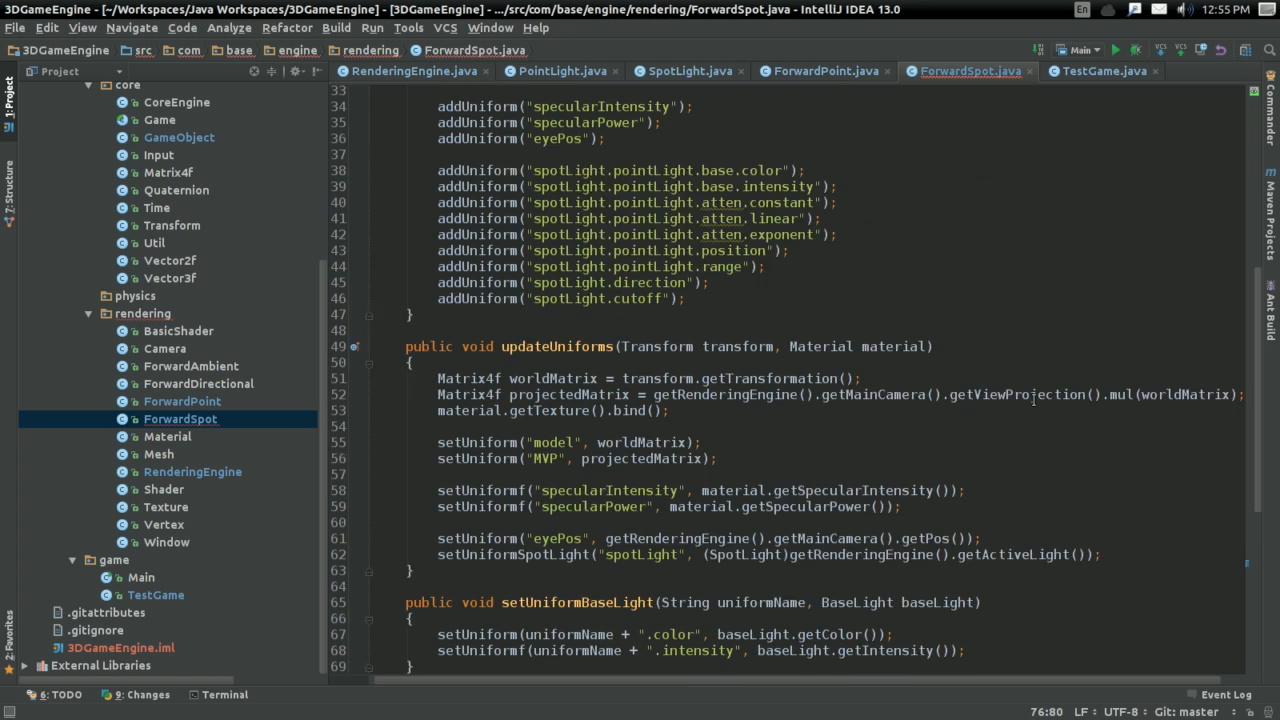 3DGameEngine - [~/Workspaces/Java Workspaces/3DGameEngine] - [3DGameEngine] - .../src/com/base/engine/rendering/ForwardSpot.java - IntelliJ IDEA 13.0
En
12:55 PM
File Edit View Navigate Code Analyze Refactor Build Run Tools VCS Window Help
3DGameEngine src com base engine rendering ForwardSpot.java
Main
Project
RenderingEngine.java PointLight.java SpotLight.java ForwardPoint.java ForwardSpot.java TestGame.java
1: Project
7: Structure
2: Favorites
core
CoreEngine
Game
GameObject
Input
Matrix4f
Quaternion
Time
Transform
Util
Vector2f
Vector3f
physics
rendering
BasicShader
Camera
ForwardAmbient
ForwardDirectional
ForwardPoint
ForwardSpot
Material
Mesh
RenderingEngine
Shader
Texture
Vertex
Window
game
Main
TestGame
.gitattributes
.gitignore
3DGameEngine.iml
External Libraries
33
34 addUniform("specularIntensity");
35 addUniform("specularPower");
36 addUniform("eyePos");
37
38 addUniform("spotLight.pointLight.base.color");
39 addUniform("spotLight.pointLight.base.intensity");
40 addUniform("spotLight.pointLight.atten.constant");
41 addUniform("spotLight.pointLight.atten.linear");
42 addUniform("spotLight.pointLight.atten.exponent");
43 addUniform("spotLight.pointLight.position");
44 addUniform("spotLight.pointLight.range");
45 addUniform("spotLight.direction");
46 addUniform("spotLight.cutoff");
47 }
48
49 public void updateUniforms(Transform transform, Material material)
50 {
51 Matrix4f worldMatrix = transform.getTransformation();
52 Matrix4f projectedMatrix = getRenderingEngine().getMainCamera().getViewProjection().mul(worldMatrix);
53 material.getTexture().bind();
54
55 setUniform("model", worldMatrix);
56 setUniform("MVP", projectedMatrix);
57
58 setUniformf("specularIntensity", material.getSpecularIntensity());
59 setUniformf("specularPower", material.getSpecularPower());
60
61 setUniform("eyePos", getRenderingEngine().getMainCamera().getPos());
62 setUniformSpotLight("spotLight", (SpotLight)getRenderingEngine().getActiveLight());
63 }
64
65 public void setUniformBaseLight(String uniformName, BaseLight baseLight)
66 {
67 setUniform(uniformName + ".color", baseLight.getColor());
68 setUniformf(uniformName + ".intensity", baseLight.getIntensity());
69 }
Commander
Maven Projects
Ant Build
6: TODO 9: Changes Terminal Event Log
76:80 LF UTF-8 Git: master